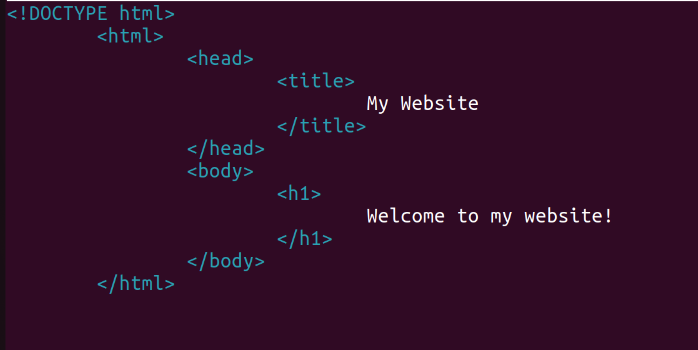 <!DOCTYPE html>
<html>
<head>
<title>
My Website
</title>
</head>
<body>
<h1>
Welcome to my website!
</h1>
</body>
</html>